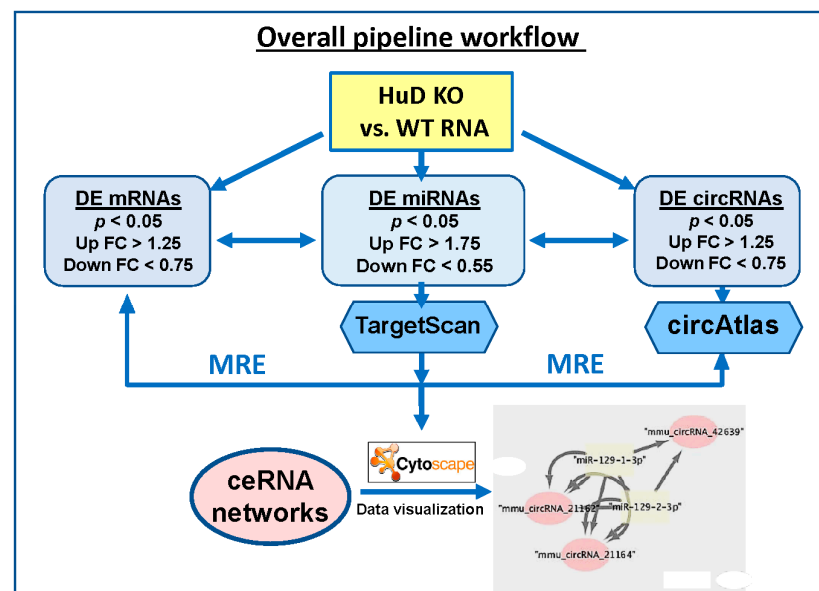 Overall pipeline workflow
HuD KO
vs. WT RNA
DE mRNAs
p < 0.05
Up FC > 1.25
Down FC < 0.75
DE miRNAs
p < 0.05
Up FC > 1.75
Down FC < 0.55
DE circRNAs
p < 0.05
Up FC > 1.25
Down FC < 0.75
TargetScan
circAtlas
MRE
MRE
ceRNA
networks
Cytoscape
Data visualization
"mmu_circRNA_42639"
"miR-129-1-3p"
"mmu_circRNA_21162"
"miR-129-2-3p"
"mmu_circRNA_21164"